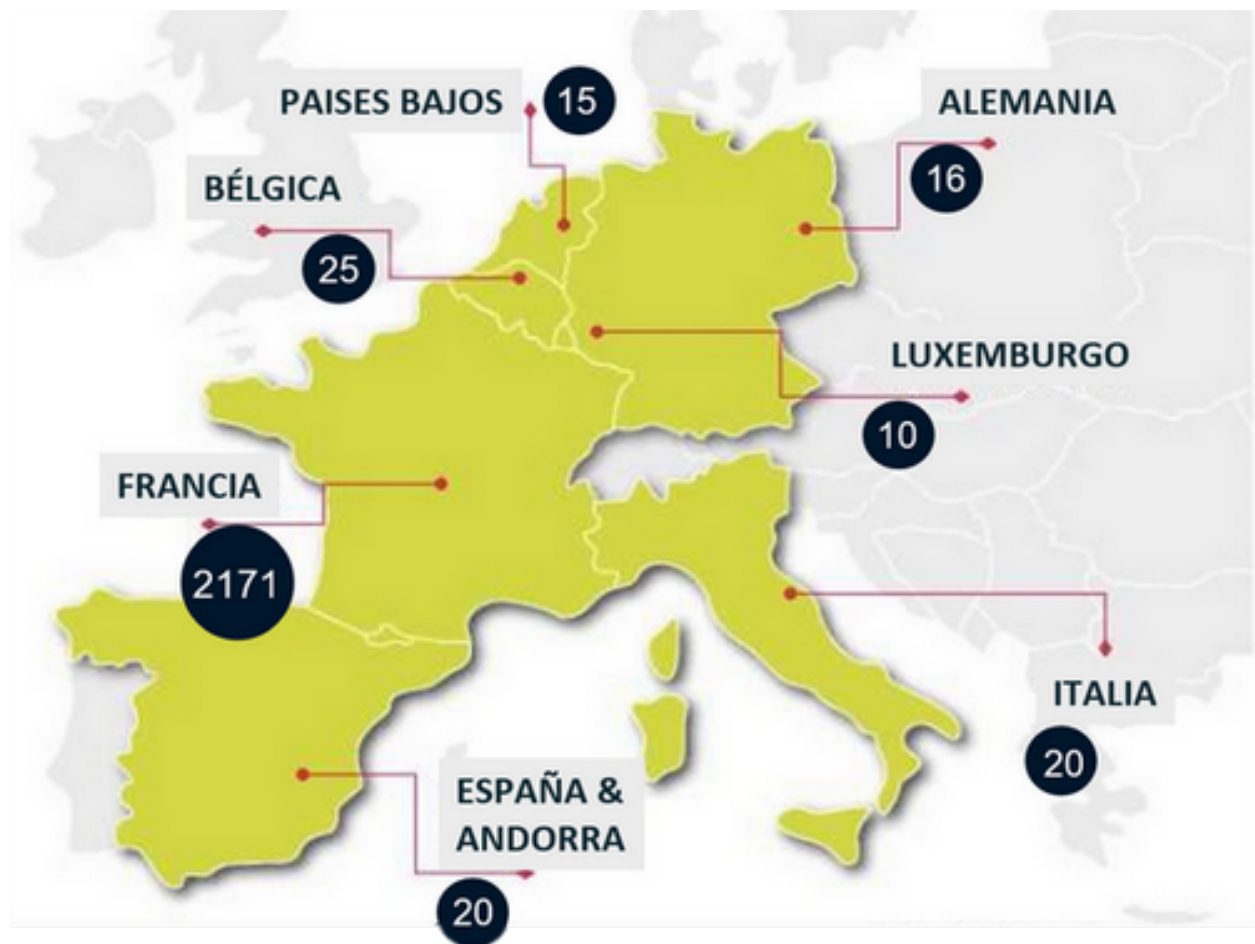 PAISES BAJOS
15
ALEMANIA
16
BÉLGICA
25
LUXEMBURGO
10
FRANCIA
2171
ITALIA
20
ESPAÑA &
ANDORRA
20